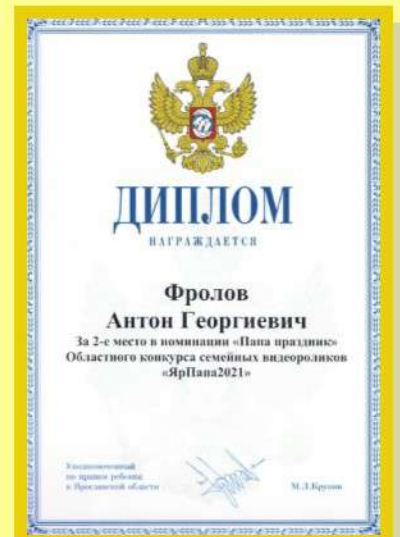 ДИПЛОМ
НАГРАЖДАЕТСЯ
Фролов
Антон Георгиевич
За 2-е место в номинации «Папа праздник»
Областного конкурса семейных видеороликов
«ЯрПапа2021»
Уполномоченный
по правам ребенка
в Ярославской области
М.Л.Крупин